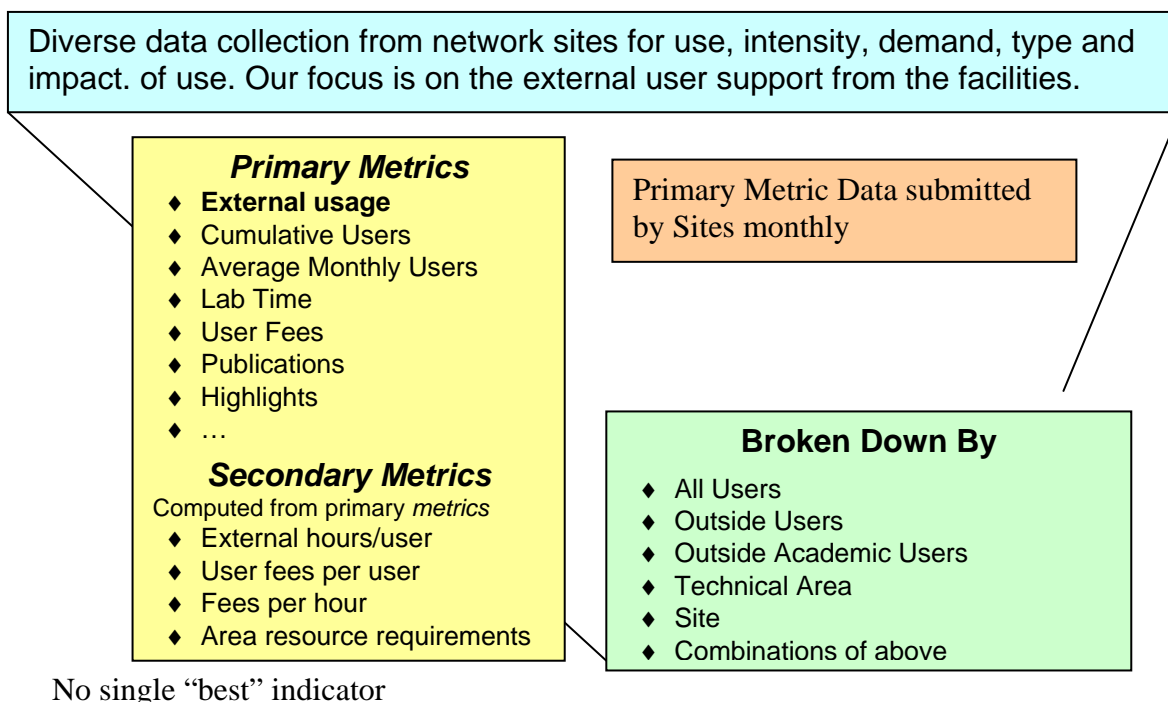 Diverse data collection from network sites for use, intensity, demand, type and
impact. of use. Our focus is on the external user support from the facilities.
Primary Metrics
♦ External usage
♦ Cumulative Users
♦ Average Monthly Users
♦ Lab Time
♦ User Fees
♦ Publications
♦ Highlights
♦ …
Secondary Metrics
Computed from primary metrics
♦ External hours/user
♦ User fees per user
♦ Fees per hour
♦ Area resource requirements
Primary Metric Data submitted
by Sites monthly
Broken Down By
♦ All Users
♦ Outside Users
♦ Outside Academic Users
♦ Technical Area
♦ Site
♦ Combinations of above
No single “best” indicator